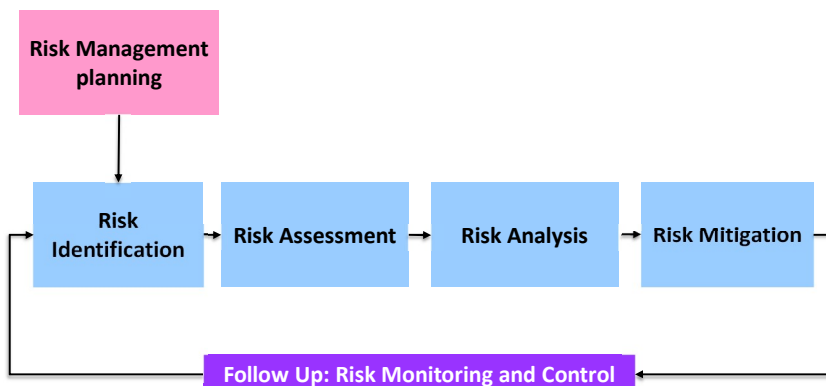 Risk Management
planning
Risk
Identification
Risk Assessment
Risk Analysis
Risk Mitigation
Follow Up: Risk Monitoring and Control